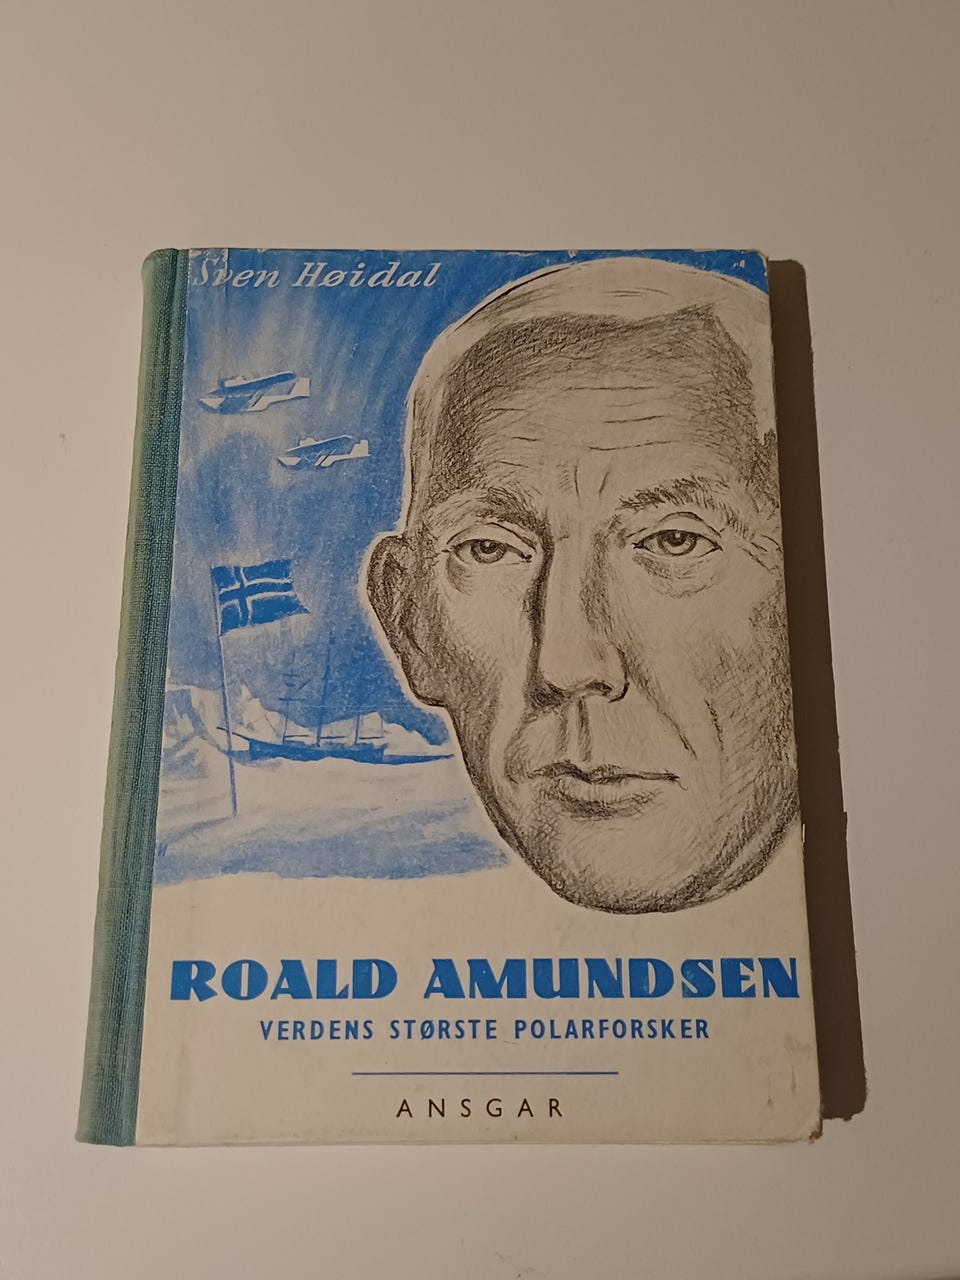 Sven Høidal
ROALD AMUNDSEN
VERDENS STØRSTE POLARFORSKER
ANSGAR